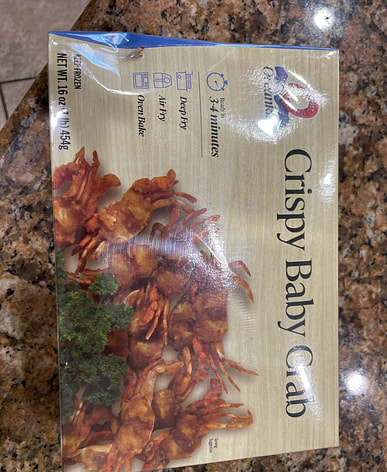 Crispy Baby Crab
Ready in
3-4 minutes
Deep Fry
Air Fry
Oven Bake
KEEP FROZEN
NET WT. 16 oz (1 lb) 454g